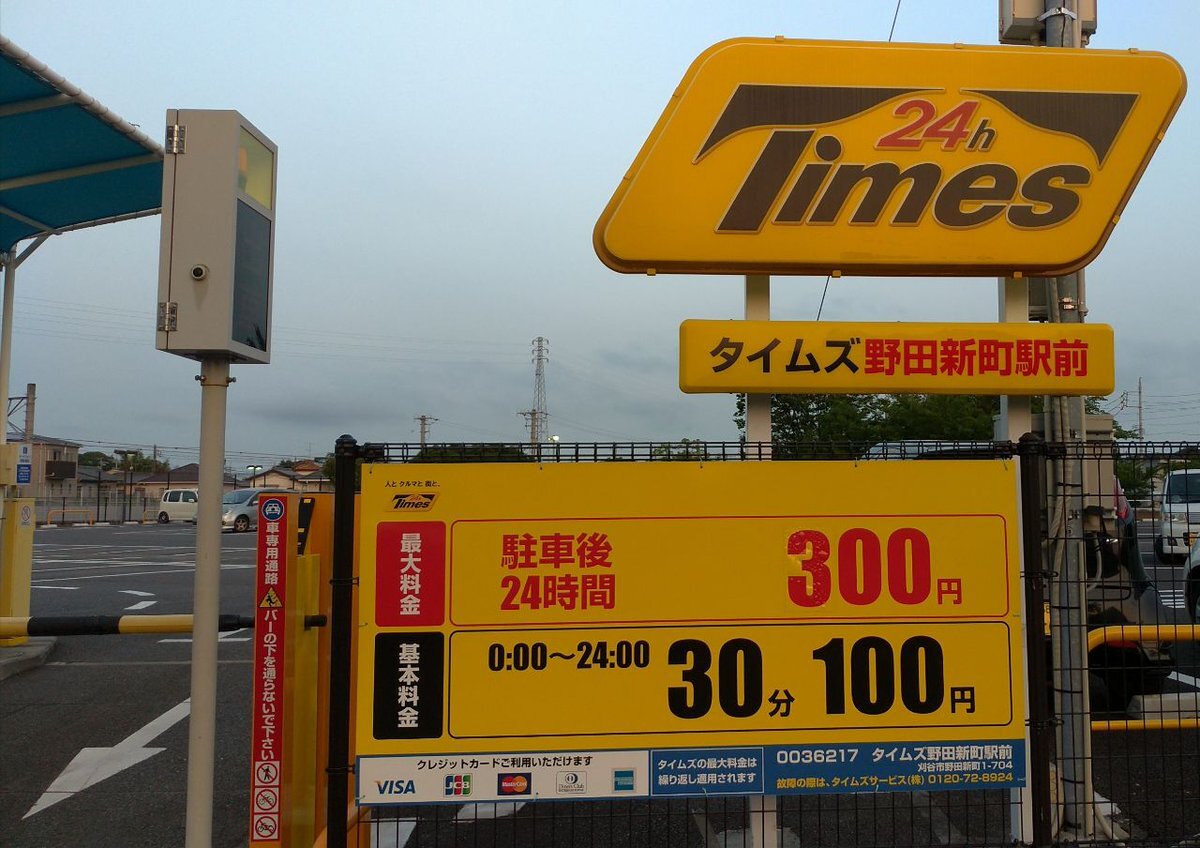 24h
Times
タイムズ野田新町駅前
人と クルマと 街と、
24h
Times
最大料金
駐車後
24時間
300円
基本料金
0:00～24:00
30分
100円
クレジットカードご利用いただけます
VISA
JCB
MasterCard
Diners Club
タイムズの最大料金は
繰り返し適用されます
0036217 タイムズ野田新町駅前
刈谷市野田新町1-704
故障の際は、タイムズサービス(株) 0120-72-8924
車専用通路
バーの下を通らないで下さい